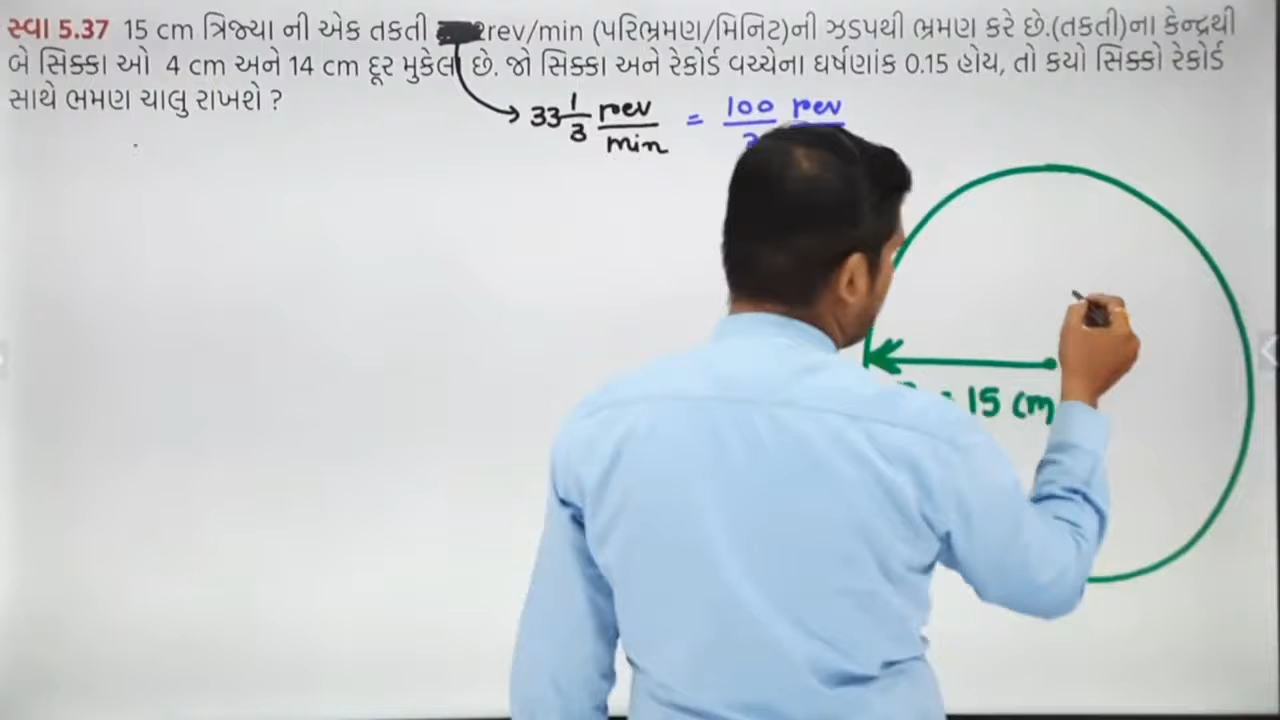 સ્વા 5.37 15 cm ત્રિજ્યા ની એક તકતી rev/min (પરિભ્રમણ/મિનિટ)ની ઝડપથી ભ્રમણ કરે છે.(તકતી)ના કેન્દ્રથી
બે સિક્કા ઓ 4 cm અને 14 cm દૂર મુકેલા છે. જો સિક્કા અને રેકોર્ડ વચ્ચેના ઘર્ષણાંક 0.15 હોય, તો કયો સિક્કો રેકોર્ડ
સાથે ભમણ ચાલુ રાખશે ?
33 1/3 rev/min = 100 rev
= 15 cm